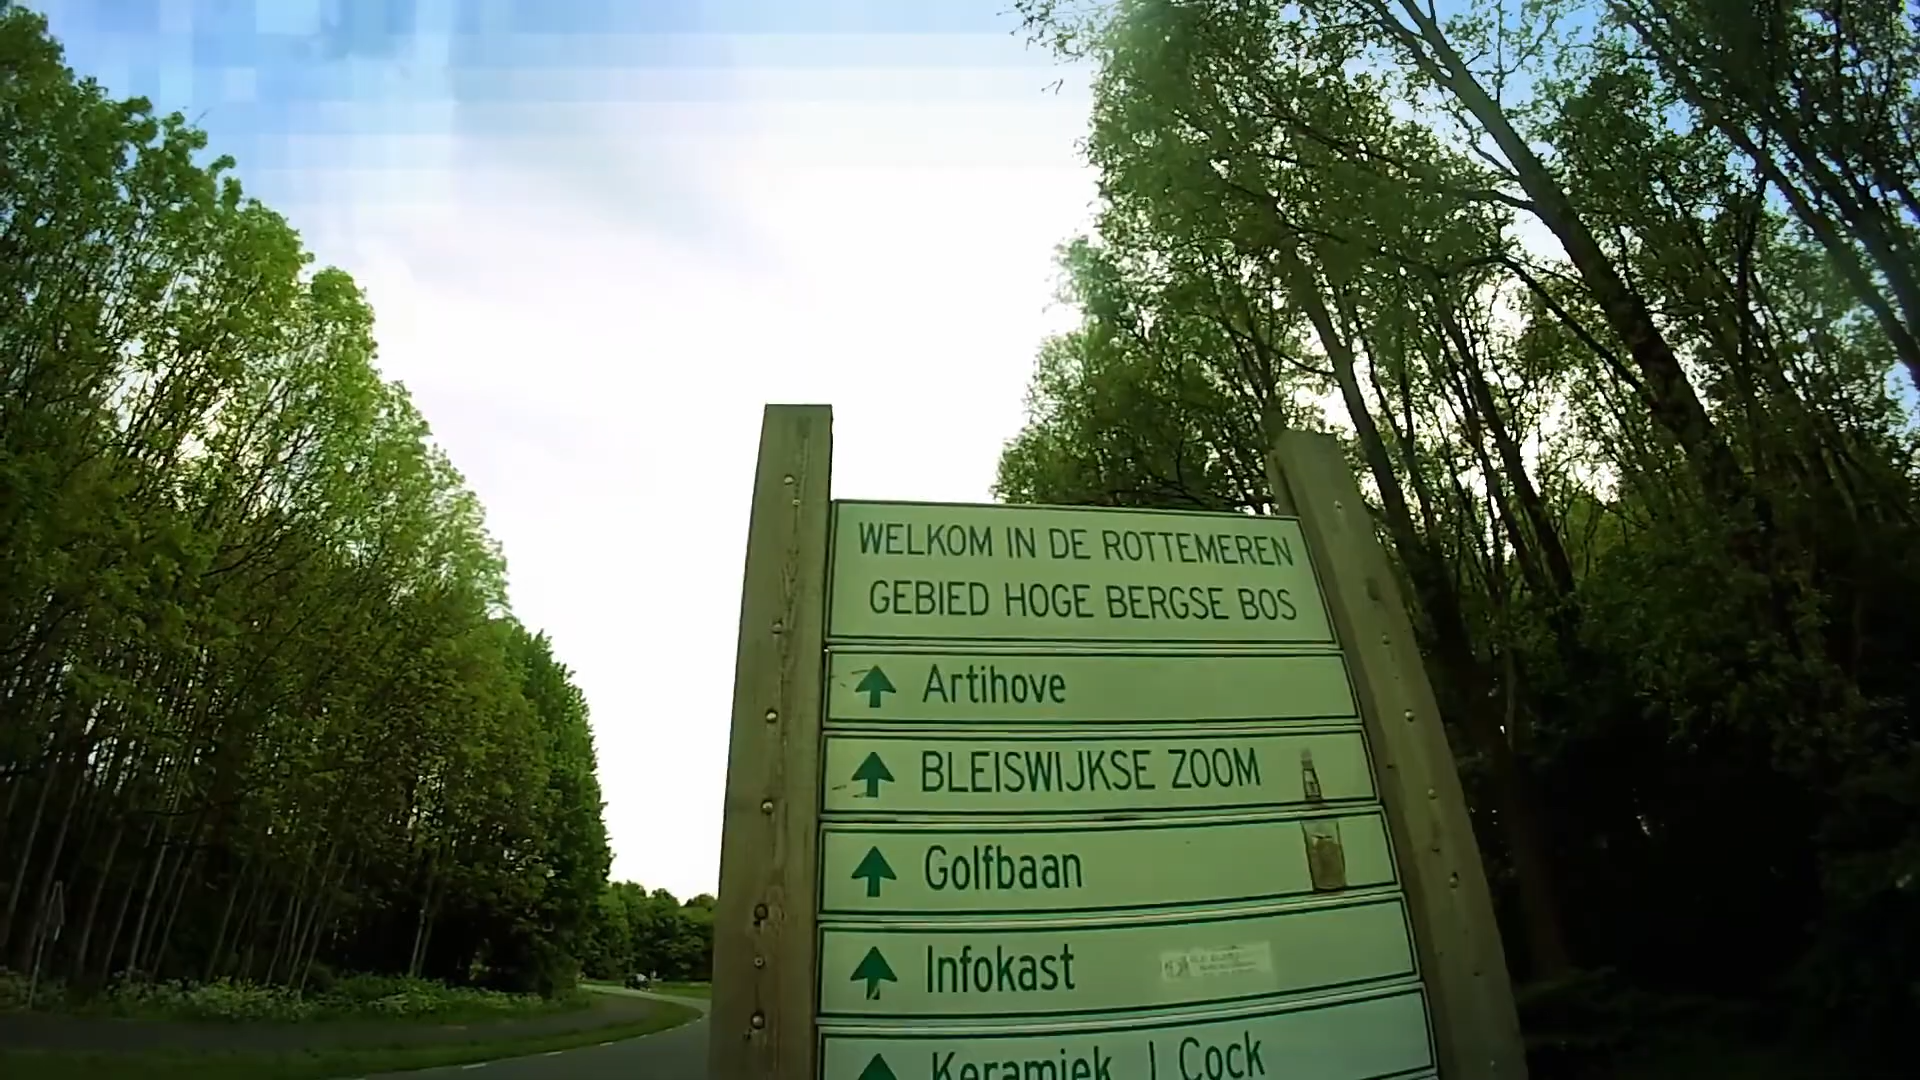 WELKOM IN DE ROTTEMEREN
GEBIED HOGE BERGSE BOS
Artihove
BLEISWIJKSE ZOOM
Golfbaan
Infokast
Keramiek J Cock